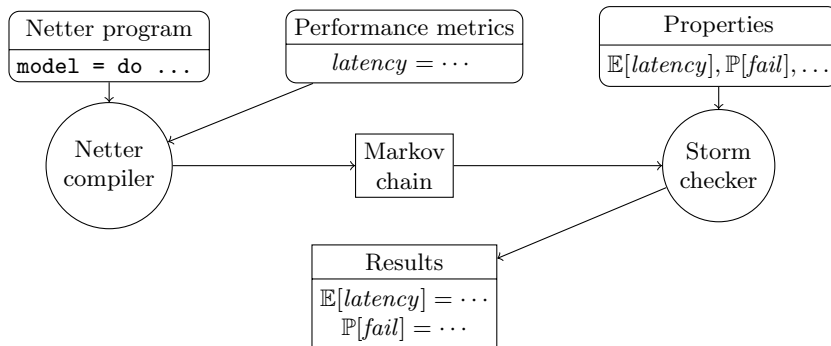 Netter program
model = do ...
Performance metrics
latency = ⋯
Properties
𝔼[latency], ℙ[fail], …
Netter
compiler
Markov
chain
Storm
checker
Results
𝔼[latency] = ⋯
ℙ[fail] = ⋯